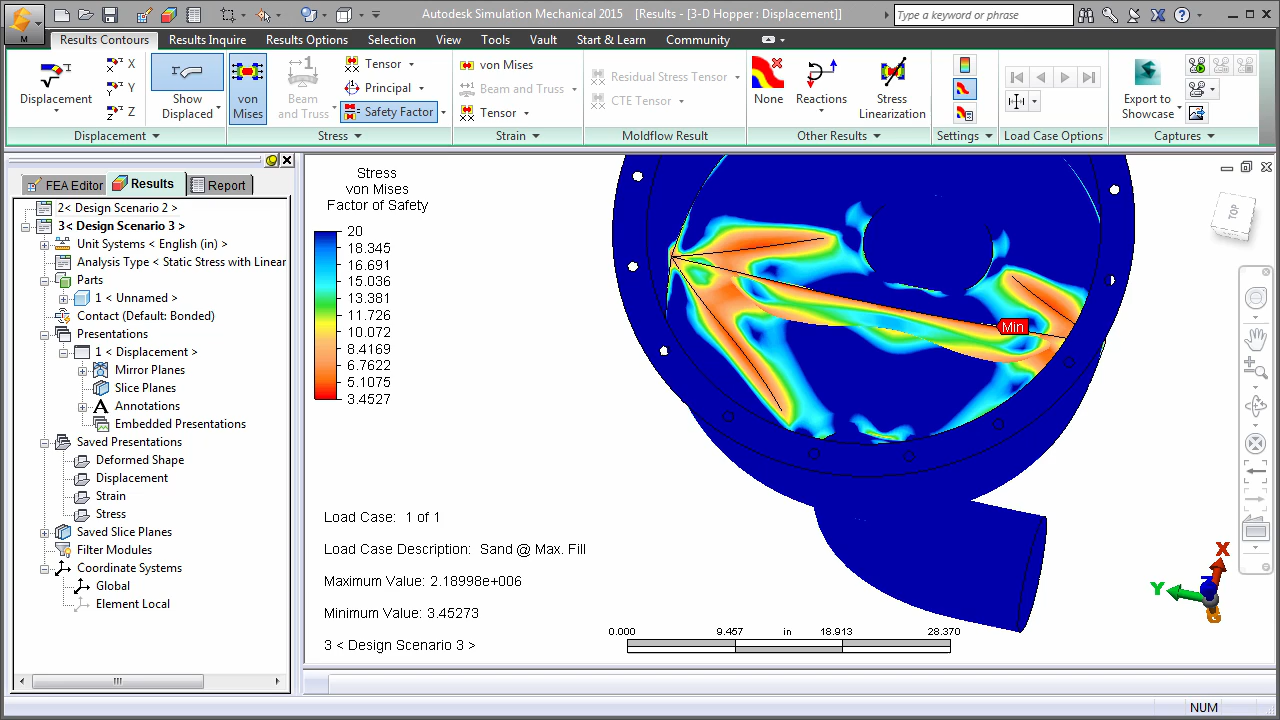 Autodesk Simulation Mechanical 2015 [Results - [3-D Hopper : Displacement]]
Type a keyword or phrase
M
Results Contours Results Inquire Results Options Selection View Tools Vault Start & Learn Community
Displacement
X
Y
Z
Show Displaced
Displacement
von Mises
Beam and Truss
Tensor
Principal
Safety Factor
Stress
von Mises
Beam and Truss
Tensor
Strain
Residual Stress Tensor
CTE Tensor
Moldflow Result
None
Reactions
Stress Linearization
Other Results
Settings
Load Case Options
Export to Showcase
Captures
FEA Editor Results Report
2< Design Scenario 2 >
3< Design Scenario 3 >
Unit Systems < English (in) >
Analysis Type < Static Stress with Linear
Parts
1 < Unnamed >
Contact (Default: Bonded)
Presentations
1 < Displacement >
Mirror Planes
Slice Planes
Annotations
Embedded Presentations
Saved Presentations
Deformed Shape
Displacement
Strain
Stress
Saved Slice Planes
Filter Modules
Coordinate Systems
Global
Element Local
Stress
von Mises
Factor of Safety
20
18.345
16.691
15.036
13.381
11.726
10.072
8.4169
6.7622
5.1075
3.4527
Min
TOP
Load Case: 1 of 1
Load Case Description: Sand @ Max. Fill
Maximum Value: 2.18998e+006
Minimum Value: 3.45273
3 < Design Scenario 3 >
0.000 9.457 in 18.913 28.370
X
Y
NUM